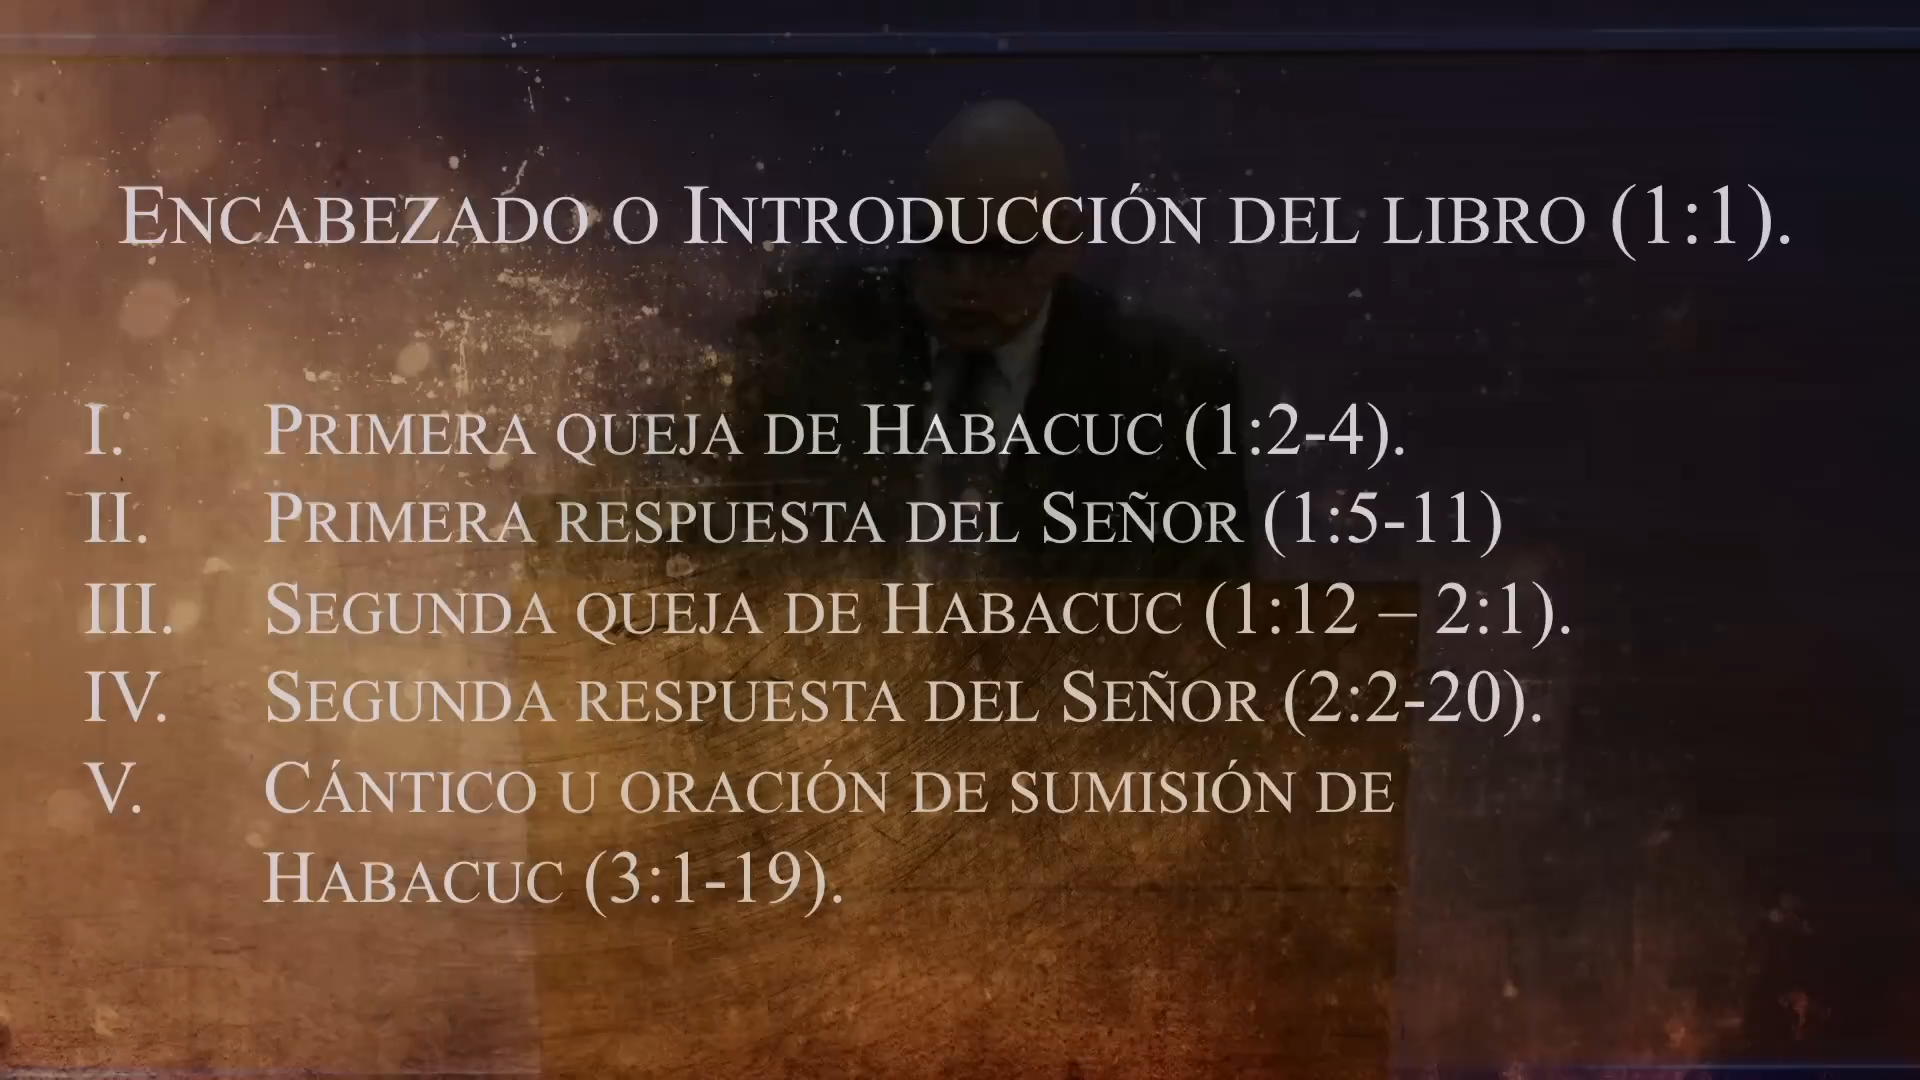 ENCABEZADO O INTRODUCCIÓN DEL LIBRO (1:1).
I. PRIMERA QUEJA DE HABACUC (1:2-4).
II. PRIMERA RESPUESTA DEL SEÑOR (1:5-11)
III. SEGUNDA QUEJA DE HABACUC (1:12 – 2:1).
IV. SEGUNDA RESPUESTA DEL SEÑOR (2:2-20).
V. CÁNTICO U ORACIÓN DE SUMISIÓN DE
HABACUC (3:1-19).